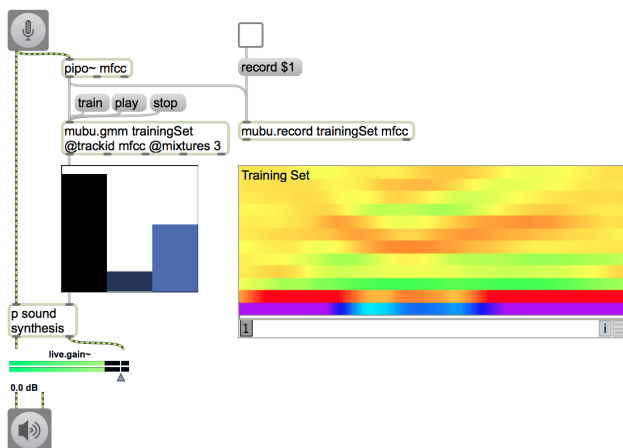 pipo~ mfcc
record $1
train play stop
mubu.gmm trainingSet
@trackid mfcc @mixtures 3
mubu.record trainingSet mfcc
Training Set
p sound
synthesis
1
i
live.gain~
0.0 dB